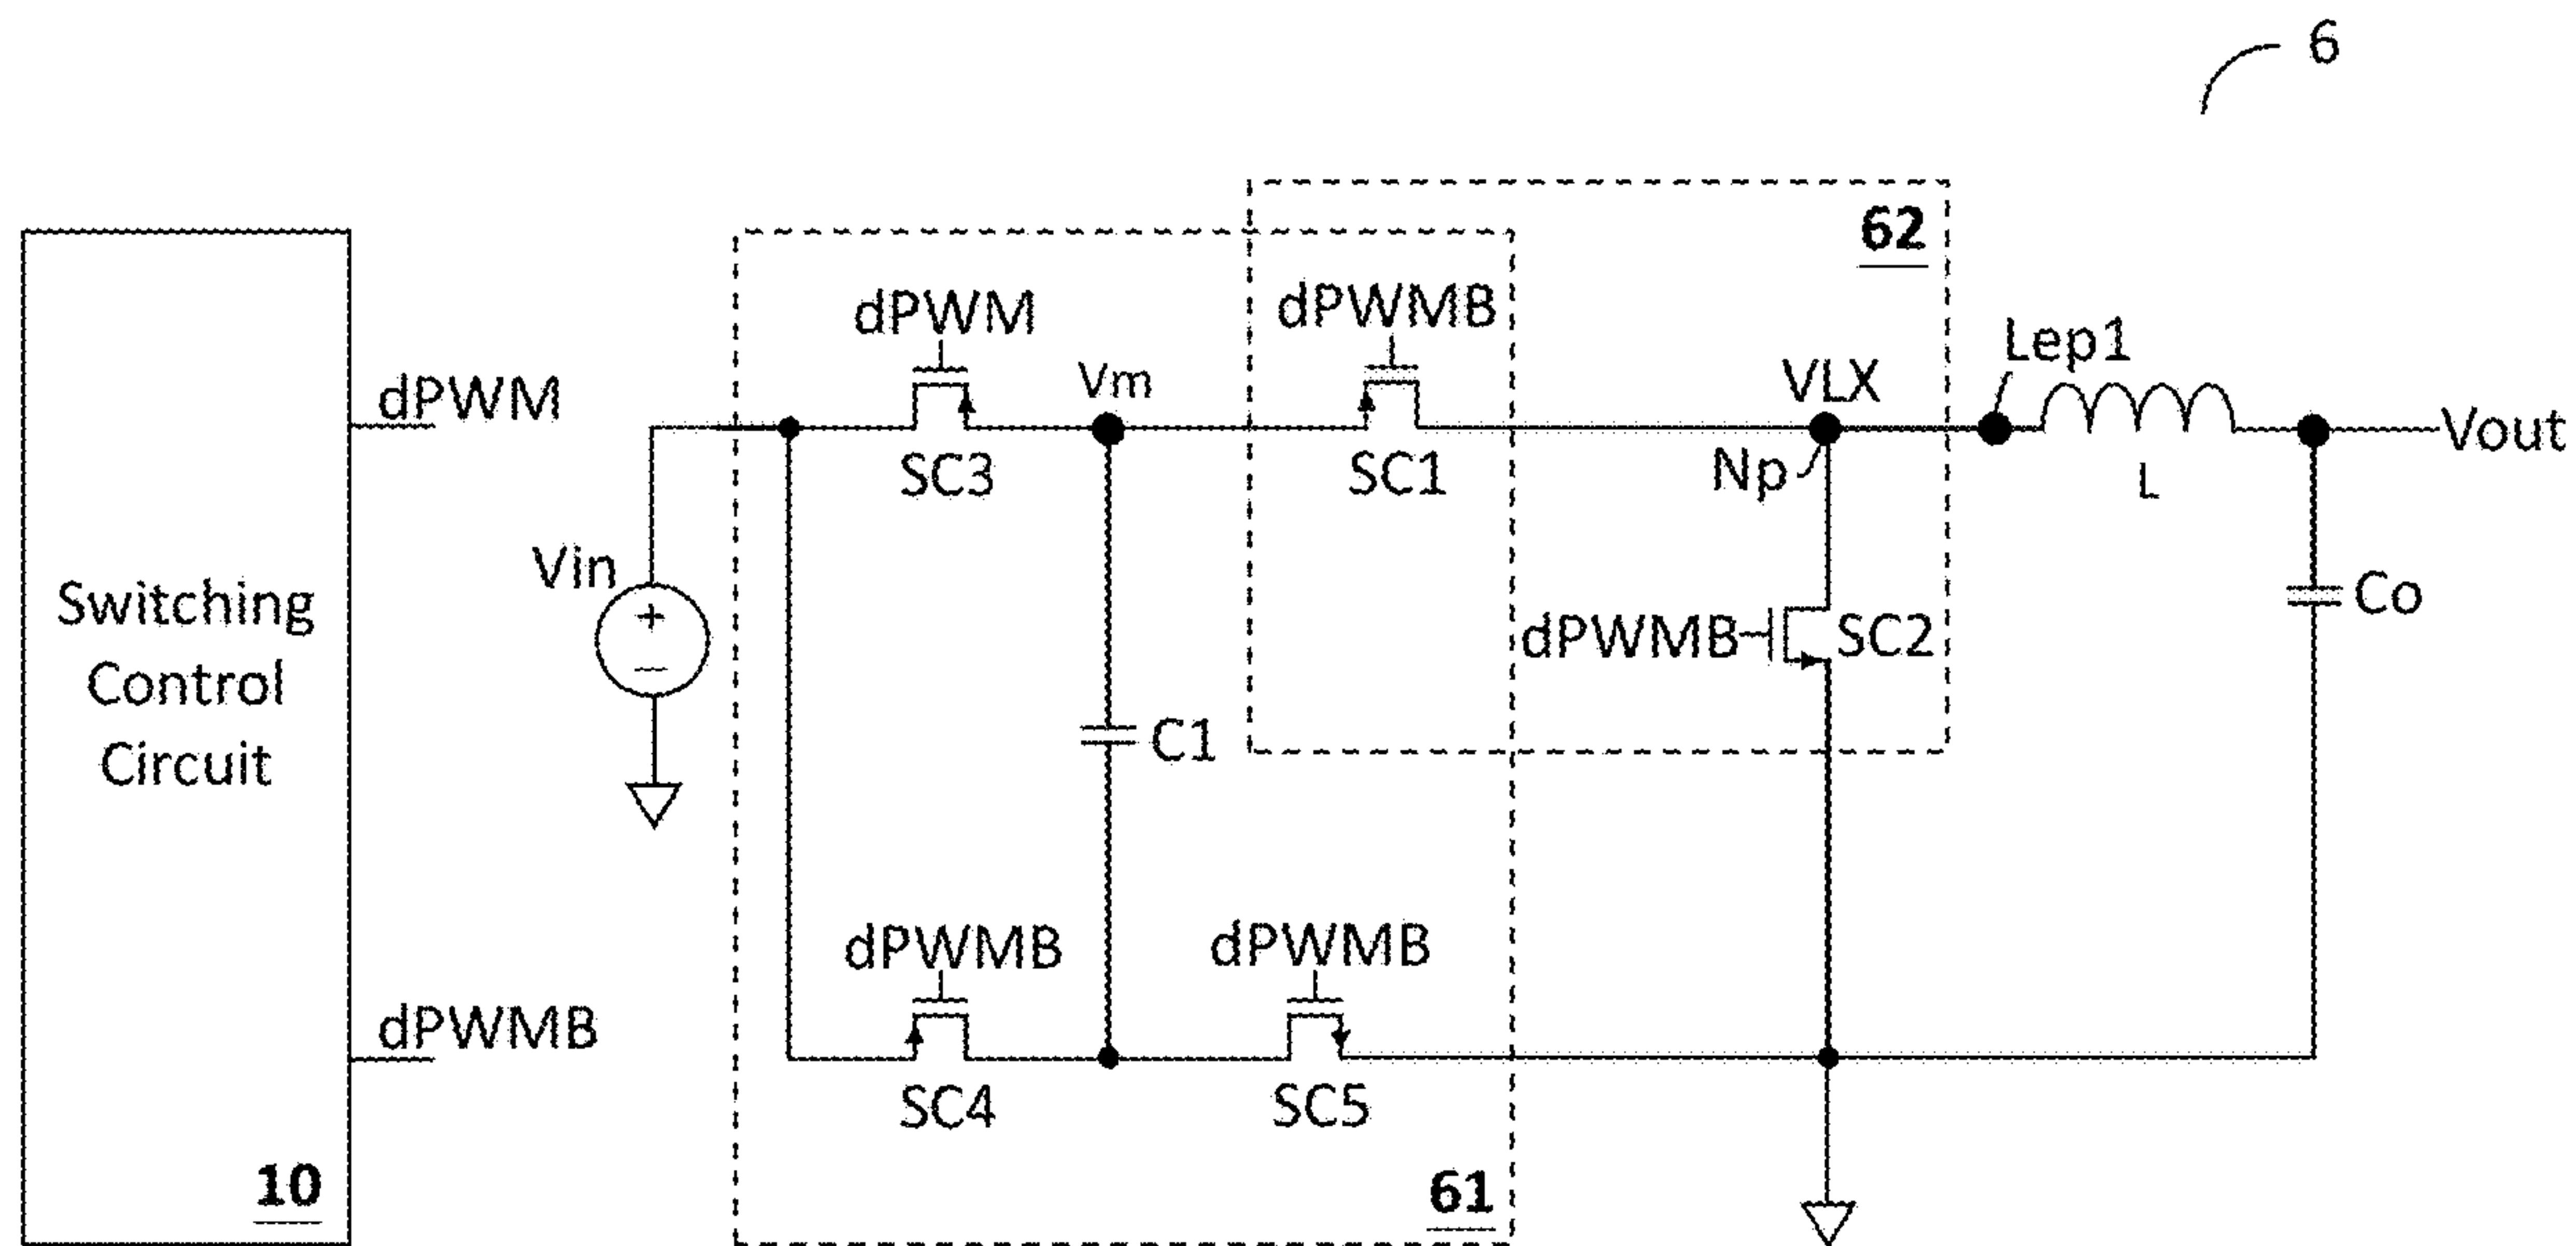 6
62
dPWM
dPWMB
Vm
VLX
Lep1
dPWM
SC3
SC1
Np
L
Vout
Vin
+
−
Switching
Control
Circuit
dPWMB
SC2
Co
C1
dPWMB
dPWMB
dPWMB
SC4
SC5
10
61